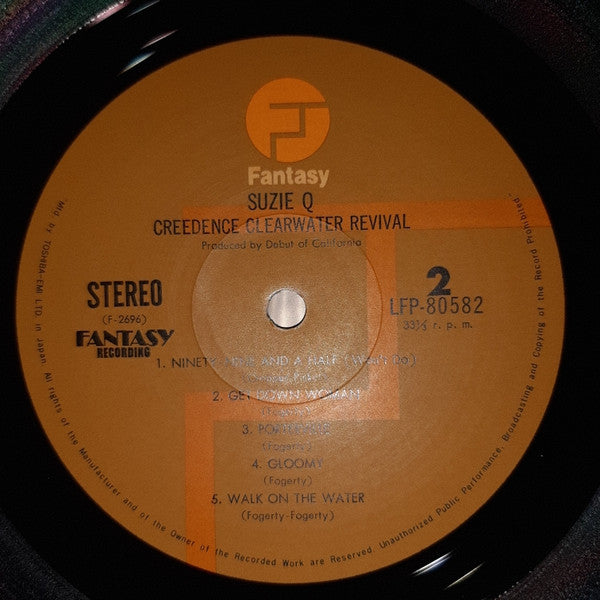 Fantasy
SUZIE Q
CREEDENCE CLEARWATER REVIVAL
Produced by Debut of California
STEREO
(F-2696)
FANTASY
RECORDING
2
LFP-80582
33⅓ r. p. m.
1. NINETY-NINE AND A HALF (Won't Do)
2. GET DOWN WOMAN
(Fogerty)
3. PORTERVILLE
(Fogerty)
4. GLOOMY
(Fogerty)
5. WALK ON THE WATER
(Fogerty-Fogerty)
"Mfd by TOSHIBA-EMI LTD. in Japan. All rights of the Manufacturer and of the Owner of the Recorded Work are Reserved. Unauthorized Public Performance, Broadcasting and Copying of the Record Prohibited"